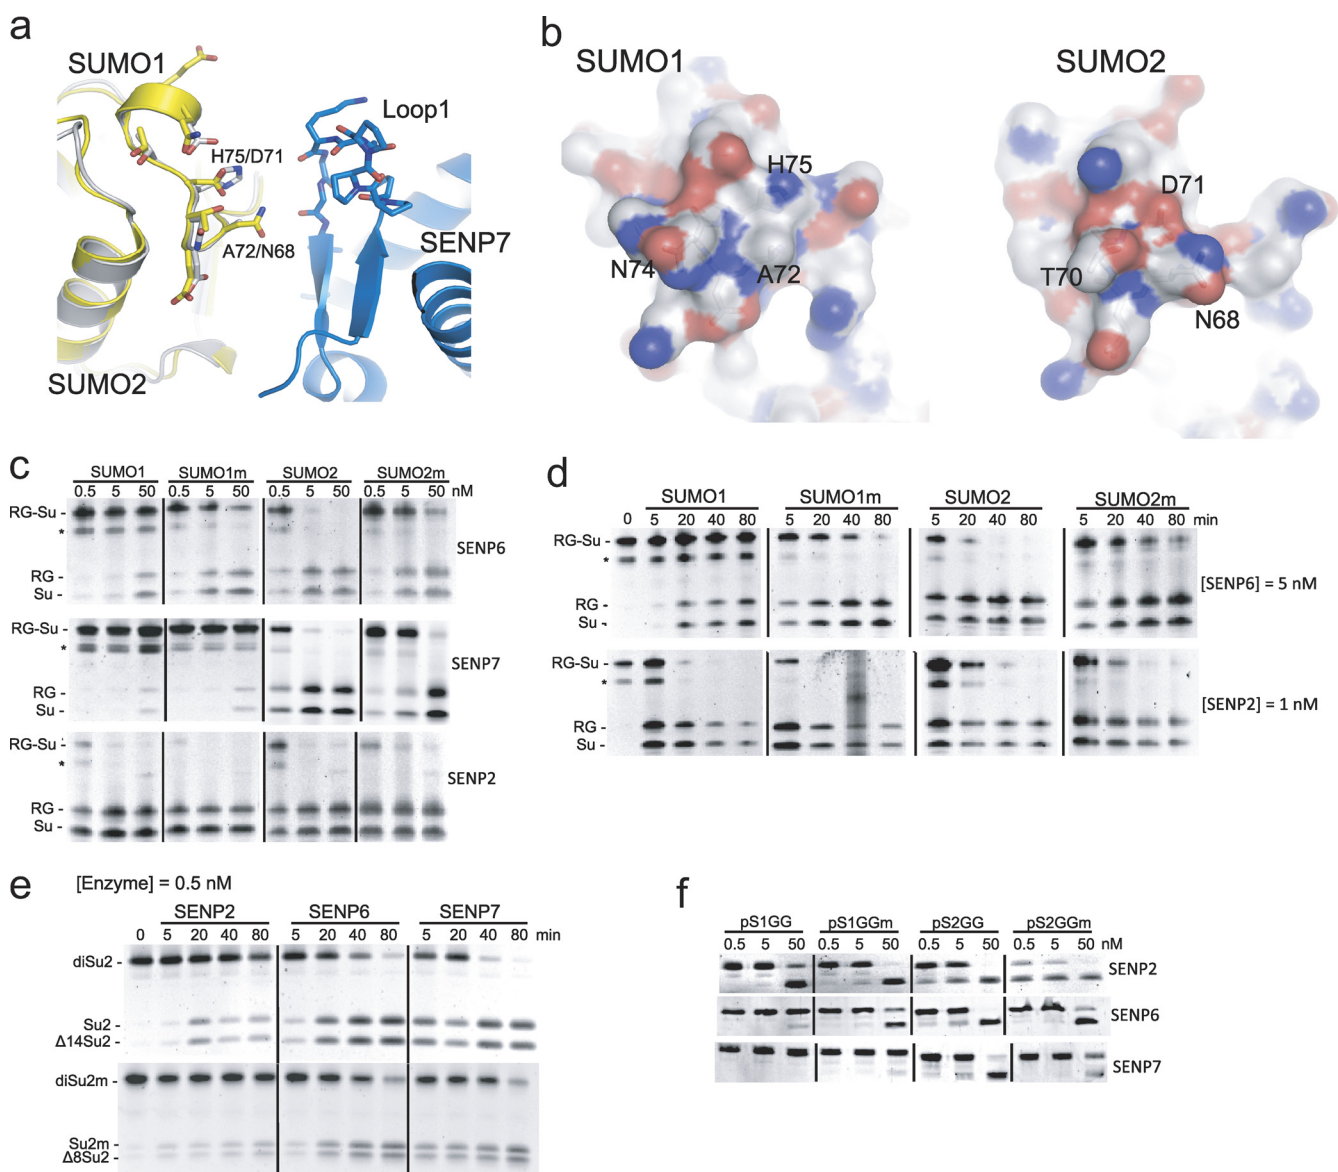 a
SUMO1
Loop1
H75/D71
A72/N68
SENP7
SUMO2
b
SUMO1
SUMO2
H75
N74
A72
D71
T70
N68
c
SUMO1 SUMO1m SUMO2 SUMO2m
0.5 5 50 0.5 5 50 0.5 5 50 0.5 5 50 nM
RG-Su -
*
SENP6
RG -
Su -
RG-Su -
*
SENP7
RG -
Su -
RG-Su -
*
SENP2
RG -
Su -
d
SUMO1 SUMO1m SUMO2 SUMO2m
0 5 20 40 80 5 20 40 80 5 20 40 80 5 20 40 80 min
RG-Su -
*
[SENP6] = 5 nM
RG -
Su -
RG-Su -
*
[SENP2] = 1 nM
RG -
Su -
e
[Enzyme] = 0.5 nM
SENP2 SENP6 SENP7
0 5 20 40 80 5 20 40 80 5 20 40 80 min
diSu2 -
Su2 -
Δ14Su2 -
diSu2m -
Su2m -
Δ8Su2 -
f
pS1GG pS1GGm pS2GG pS2GGm
0.5 5 50 0.5 5 50 0.5 5 50 0.5 5 50 nM
SENP2
SENP6
SENP7